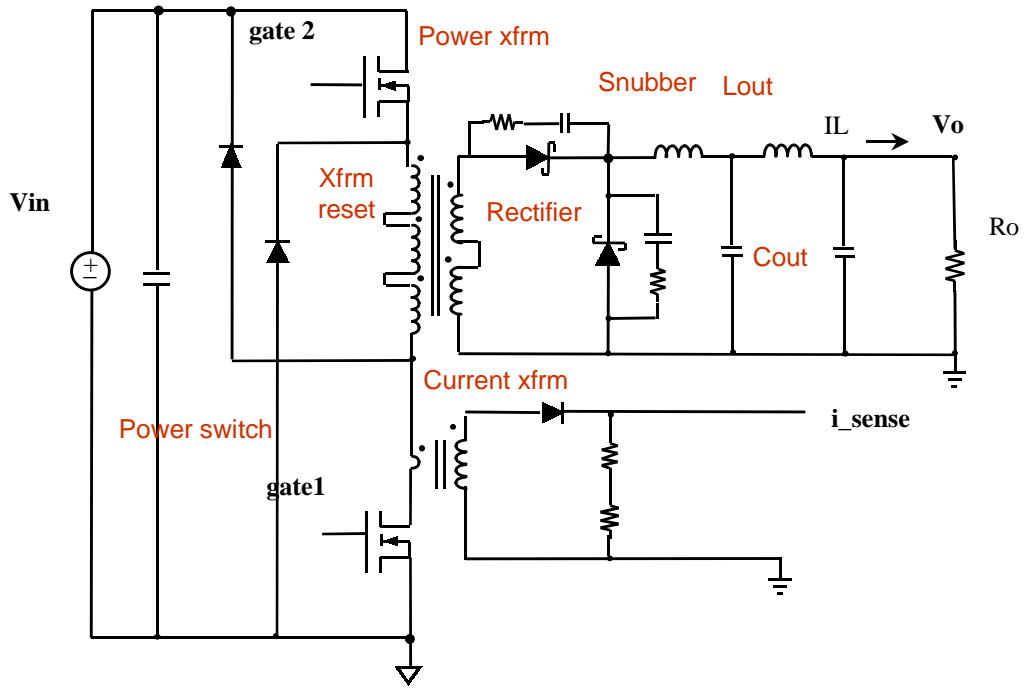 gate 2
Power xfrm
Snubber
Lout
IL
Vo
Vin
Xfrm
reset
Rectifier
Ro
+
−
Cout
Current xfrm
Power switch
i_sense
gate1